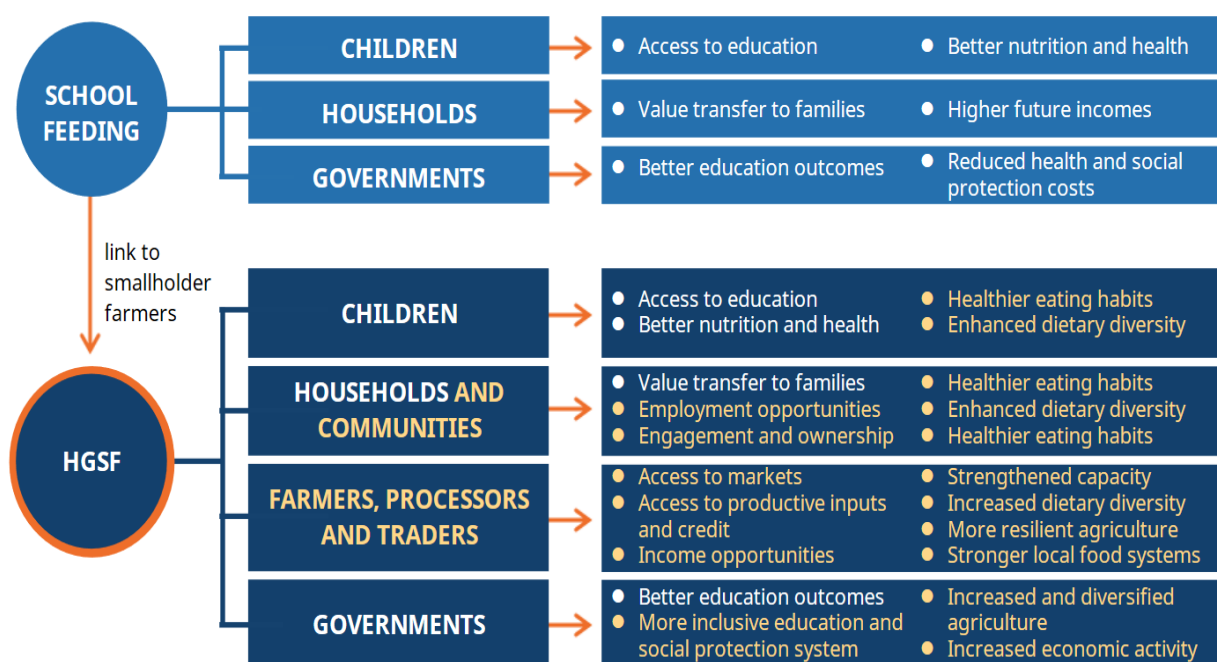 SCHOOL
FEEDING
CHILDREN
● Access to education
● Better nutrition and health
HOUSEHOLDS
● Value transfer to families
● Higher future incomes
GOVERNMENTS
● Better education outcomes
● Reduced health and social
protection costs
link to
smallholder
farmers
HGSF
CHILDREN
● Access to education
● Better nutrition and health
● Healthier eating habits
● Enhanced dietary diversity
HOUSEHOLDS AND
COMMUNITIES
● Value transfer to families
● Employment opportunities
● Engagement and ownership
● Healthier eating habits
● Enhanced dietary diversity
● Healthier eating habits
FARMERS, PROCESSORS
AND TRADERS
● Access to markets
● Access to productive inputs
and credit
● Income opportunities
● Strengthened capacity
● Increased dietary diversity
● More resilient agriculture
● Stronger local food systems
GOVERNMENTS
● Better education outcomes
● More inclusive education and
social protection system
● Increased and diversified
agriculture
● Increased economic activity